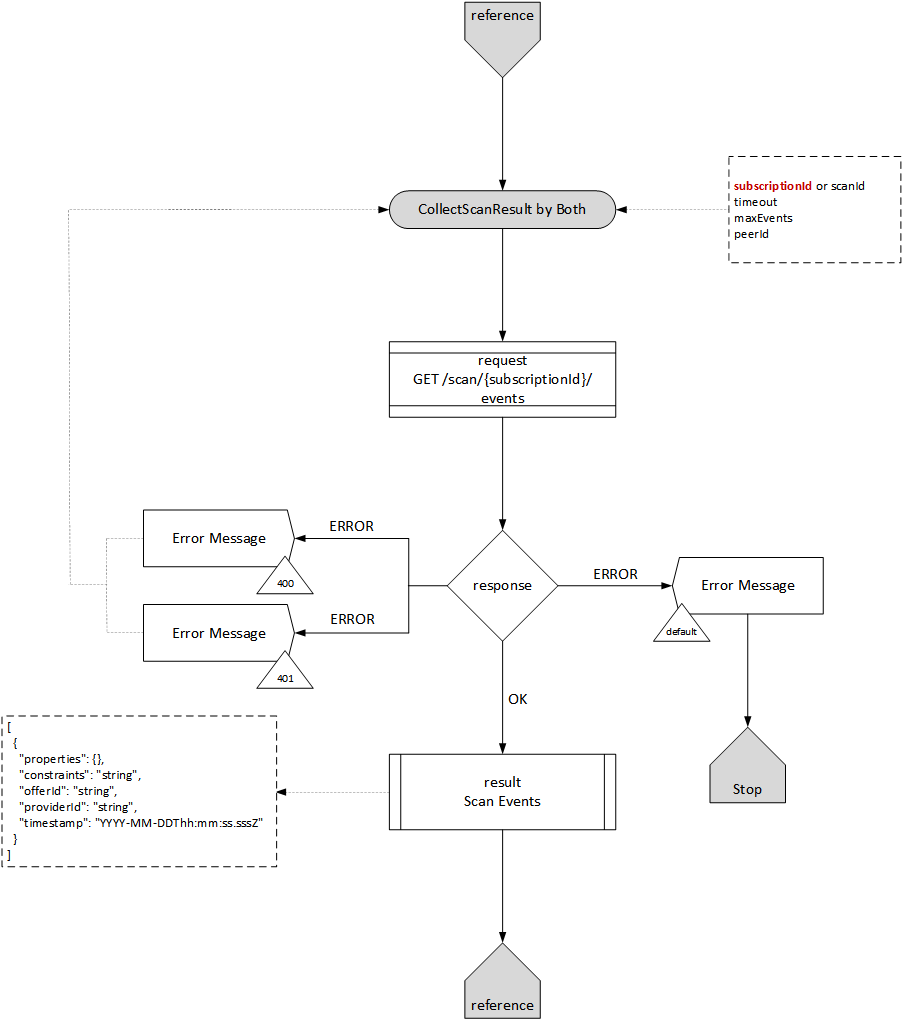 reference
subscriptionId or scanId
timeout
maxEvents
peerId
CollectScanResult by Both
request
GET /scan/{subscriptionId}/
events
ERROR
Error Message
400
response
ERROR
Error Message
default
ERROR
Error Message
401
OK
[
{
"properties": {},
"constraints": "string",
"offerId": "string",
"providerId": "string",
"timestamp": "YYYY-MM-DDThh:mm:ss.sssZ"
}
]
result
Scan Events
Stop
reference